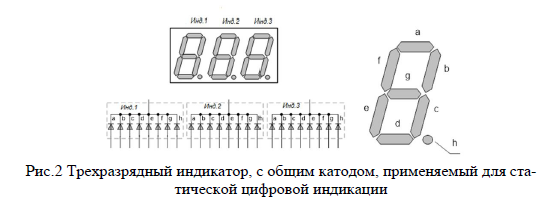 Инд.1 Инд.2 Инд.3
a
f
b
g
e
c
d
h
Инд.1 Инд.2 Инд.3
a b c d e f g h a b c d e f g h a b c d e f g h
Рис.2 Трехразрядный индикатор, с общим катодом, применяемый для ста-
тической цифровой индикации